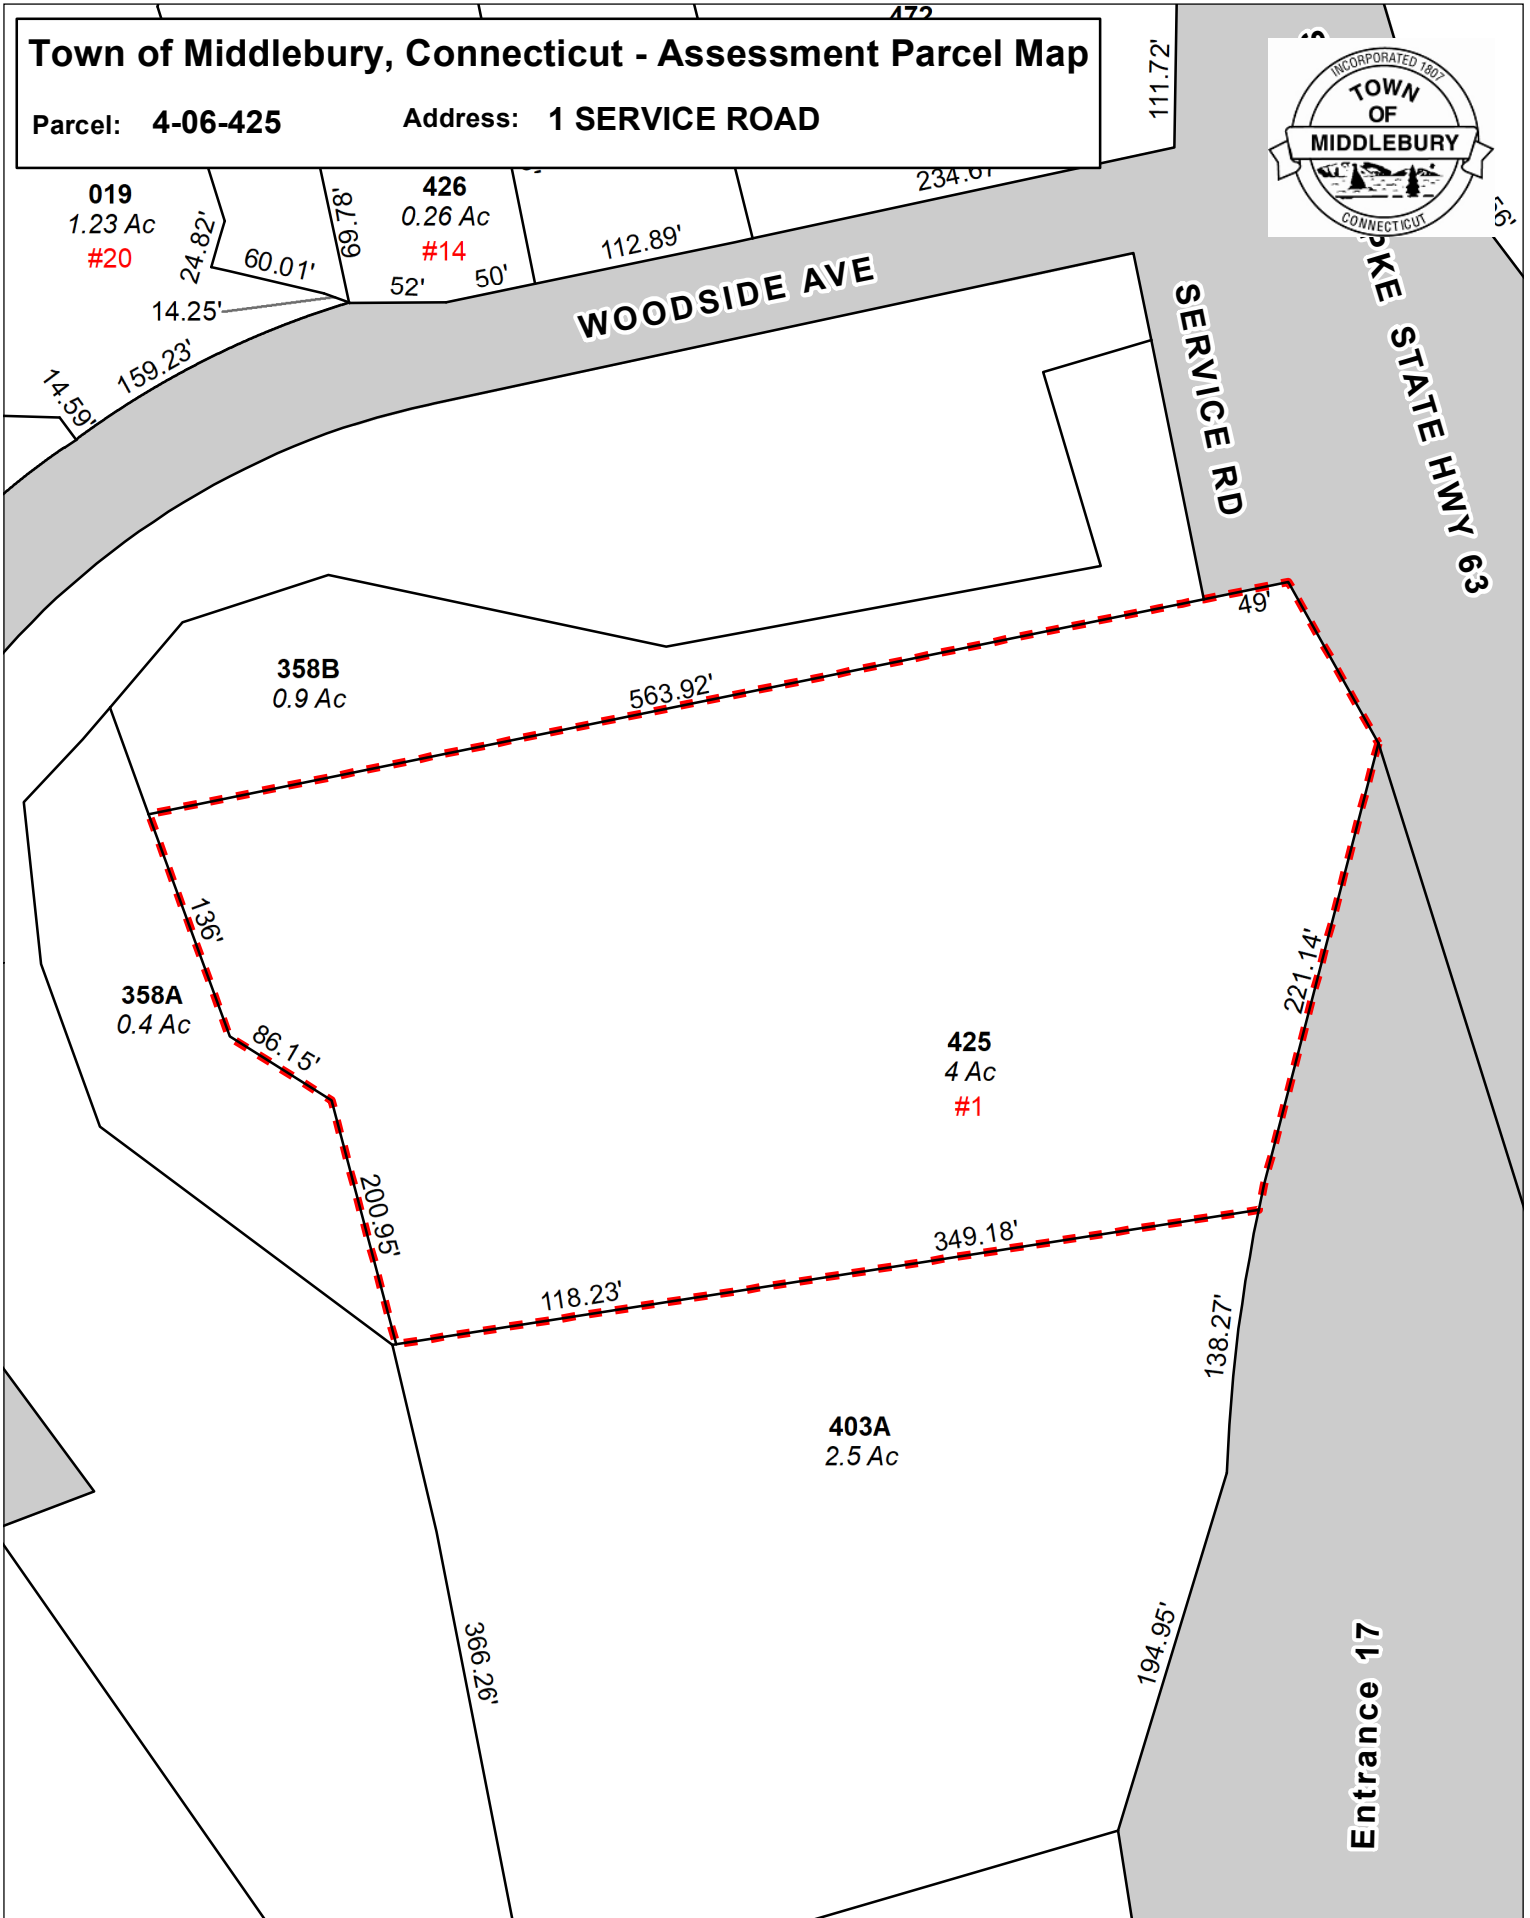 472
Town of Middlebury, Connecticut - Assessment Parcel Map
Parcel: 4-06-425 Address: 1 SERVICE ROAD
111.72'
INCORPORATED 1807
TOWN
OF
MIDDLEBURY
CONNECTICUT
019
1.23 Ac
#20
24.82'
60.01'
14.25'
69.78'
426
0.26 Ac
#14
52'
50'
112.89'
234.67
WOODSIDE AVE
159.23'
14.59'
SERVICE RD
PKE STATE HWY 63
49'
563.92'
358B
0.9 Ac
136'
358A
0.4 Ac
86.15'
221.14'
425
4 Ac
#1
200.95'
349.18'
118.23'
138.27'
403A
2.5 Ac
366.26'
194.95'
Entrance 17